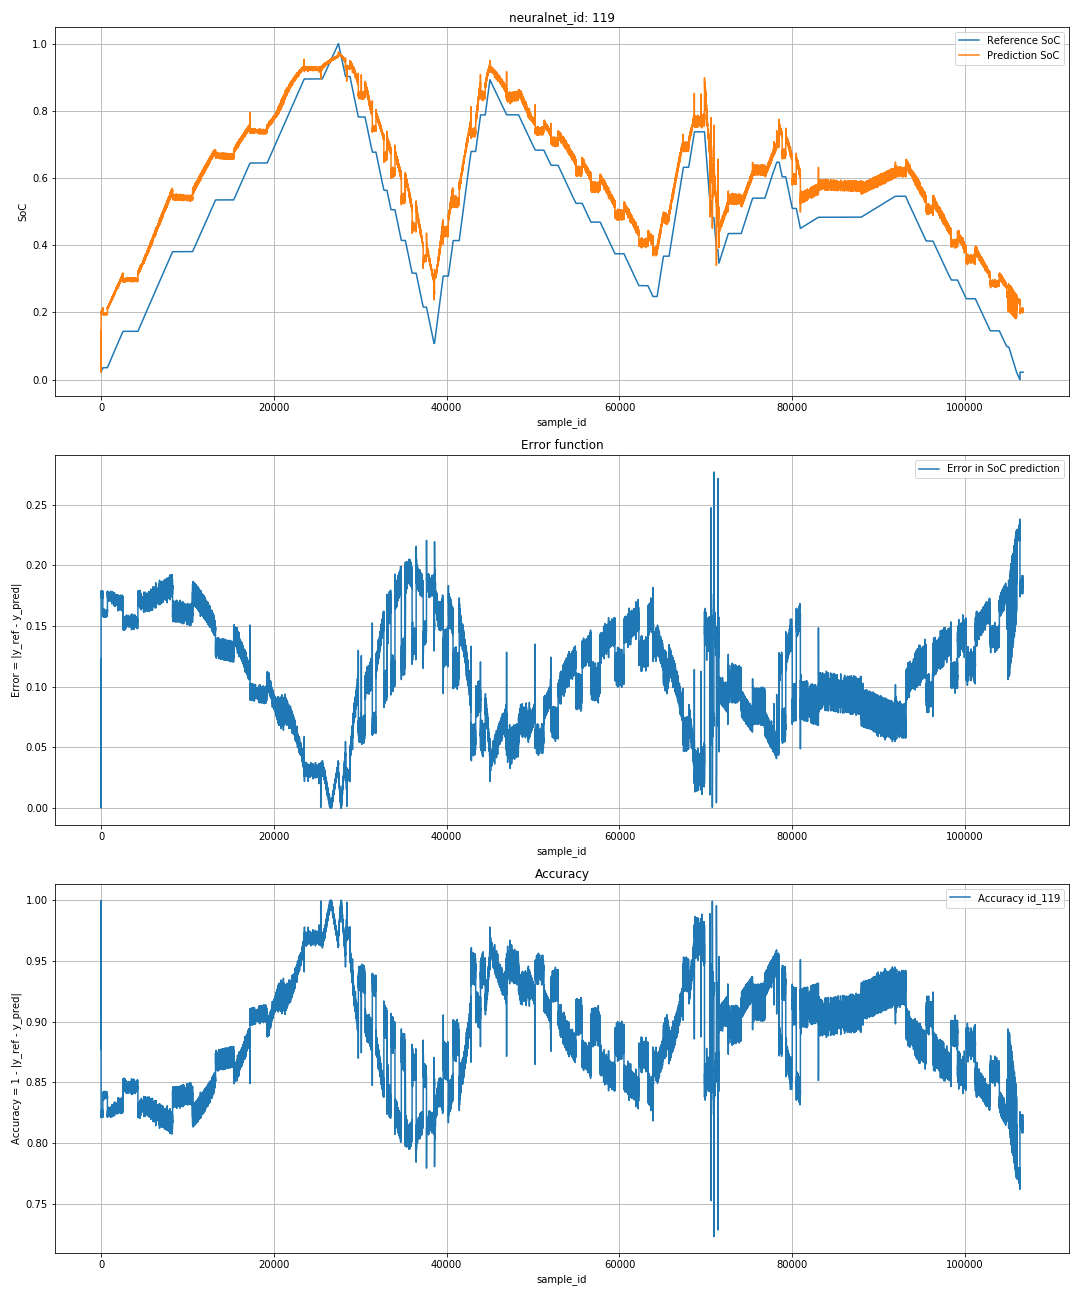 neuralnet_id: 119
Reference SoC
Prediction SoC
SoC
1.0
0.8
0.6
0.4
0.2
0.0
0 20000 40000 60000 80000 100000
sample_id
Error function
Error in SoC prediction
Error = |y_ref - y_pred|
0.25
0.20
0.15
0.10
0.05
0.00
0 20000 40000 60000 80000 100000
sample_id
Accuracy
Accuracy id_119
Accuracy = 1 - |y_ref - y_pred|
1.00
0.95
0.90
0.85
0.80
0.75
0 20000 40000 60000 80000 100000
sample_id